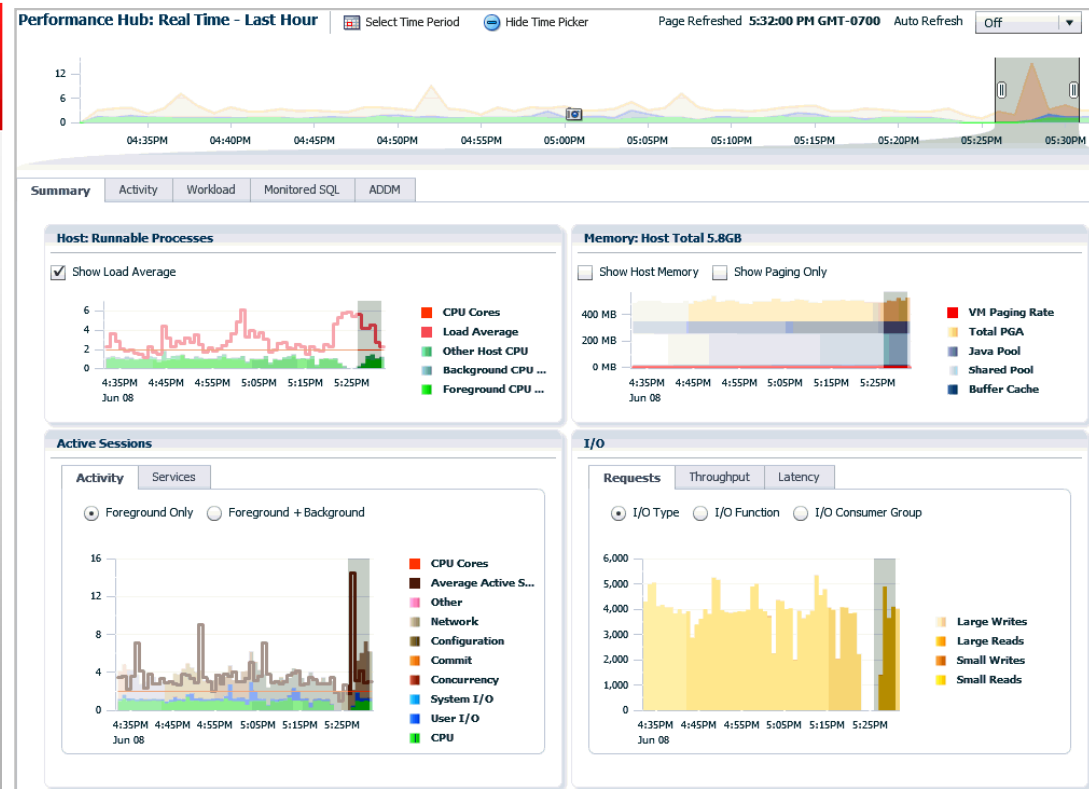 Performance Hub: Real Time - Last Hour Select Time Period Hide Time Picker Page Refreshed 5:32:00 PM GMT-0700 Auto Refresh Off
12
6
0
04:35PM 04:40PM 04:45PM 04:50PM 04:55PM 05:00PM 05:05PM 05:10PM 05:15PM 05:20PM 05:25PM 05:30PM
Summary Activity Workload Monitored SQL ADDM
Host: Runnable Processes
Show Load Average
6
4
2
0
4:35PM 4:45PM 4:55PM 5:05PM 5:15PM 5:25PM
Jun 08
CPU Cores
Load Average
Other Host CPU
Background CPU ...
Foreground CPU ...
Memory: Host Total 5.8GB
Show Host Memory Show Paging Only
400 MB
200 MB
0 MB
4:35PM 4:45PM 4:55PM 5:05PM 5:15PM 5:25PM
Jun 08
VM Paging Rate
Total PGA
Java Pool
Shared Pool
Buffer Cache
Active Sessions
Activity Services
Foreground Only Foreground + Background
16
12
8
4
0
4:35PM 4:45PM 4:55PM 5:05PM 5:15PM 5:25PM
Jun 08
CPU Cores
Average Active S...
Other
Network
Configuration
Commit
Concurrency
System I/O
User I/O
CPU
I/O
Requests Throughput Latency
I/O Type I/O Function I/O Consumer Group
6,000
5,000
4,000
3,000
2,000
1,000
0
4:35PM 4:45PM 4:55PM 5:05PM 5:15PM 5:25PM
Jun 08
Large Writes
Large Reads
Small Writes
Small Reads